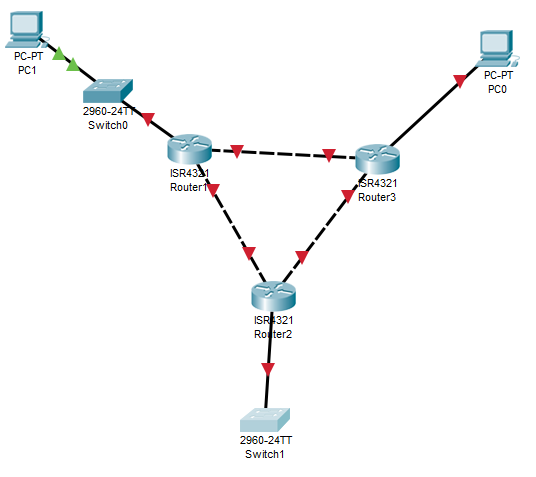 PC-PT
PC1
PC-PT
PC0
2960-24TT
Switch0
ISR4321
Router1
ISR4321
Router3
ISR4321
Router2
2960-24TT
Switch1